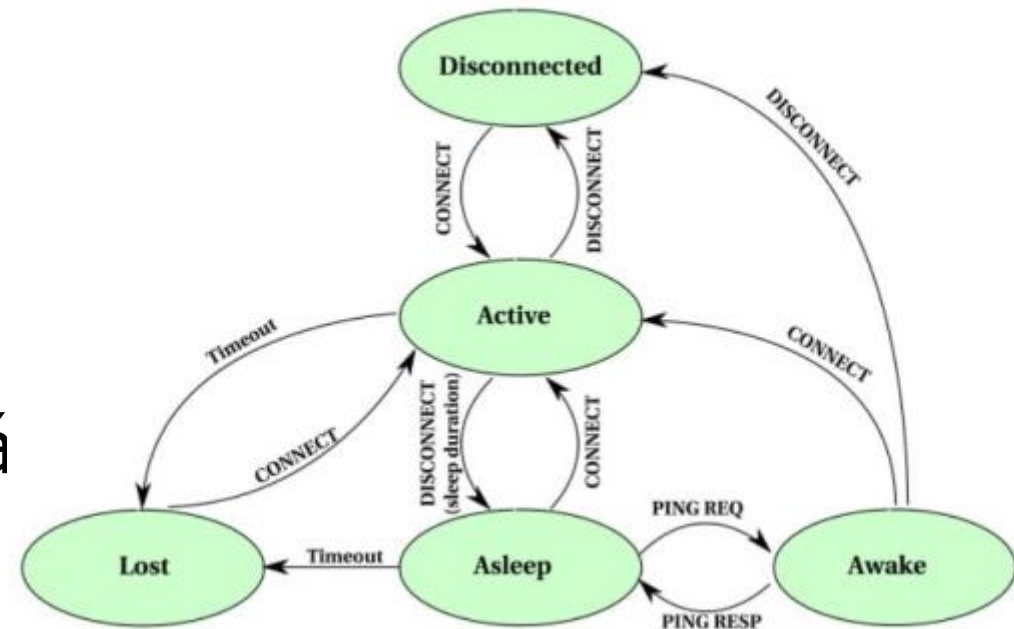 Disconnected
DISCONNECT
CONNECT
DISCONNECT
Active
Timeout
CONNECT
CONNECT
DISCONNECT
(sleep duration)
CONNECT
á
PING REQ
Lost
Timeout
Asleep
Awake
PING RESP